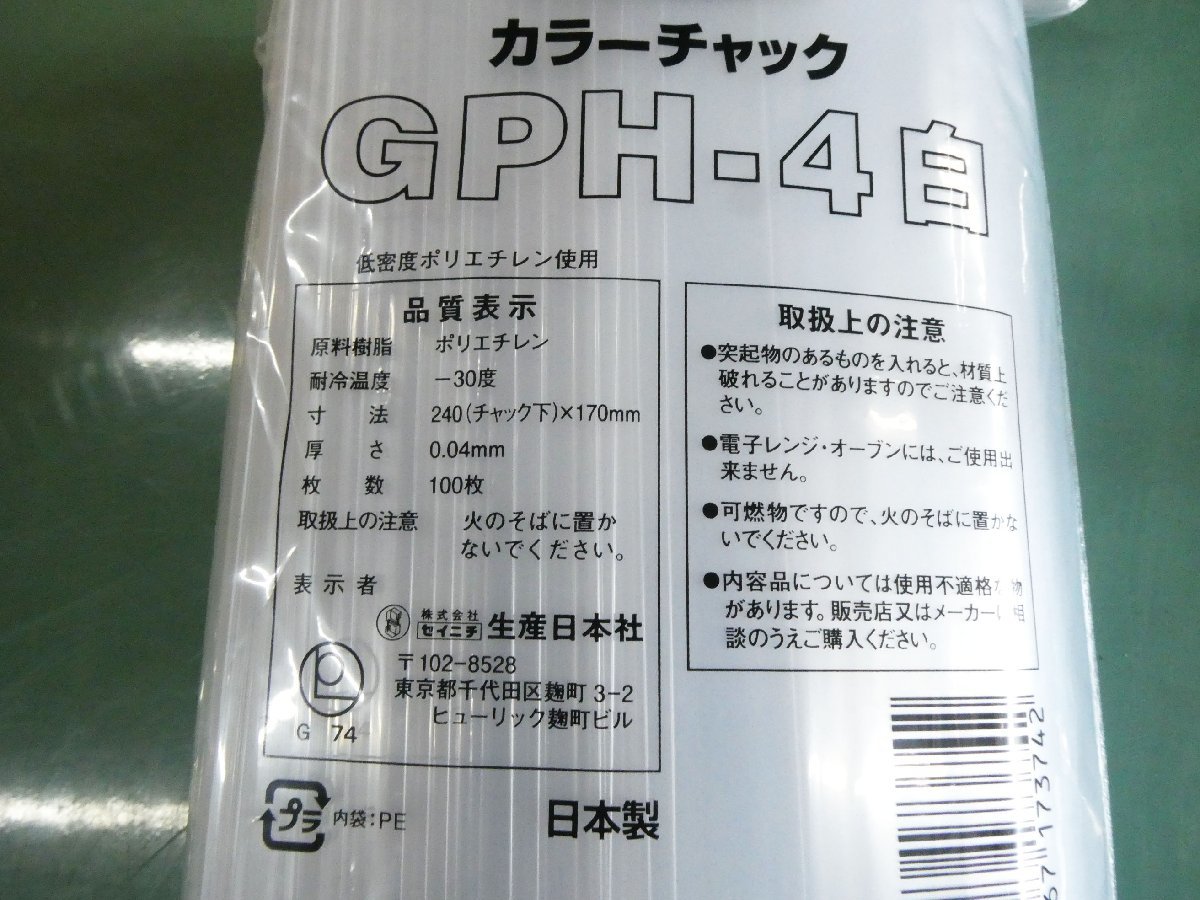 カラーチャック
GPH-4 白
低密度ポリエチレン使用
品質表示
原料樹脂 ポリエチレン
耐冷温度 －30度
寸法 240(チャック下)×170mm
厚さ 0.04mm
枚数 100枚
取扱上の注意 火のそばに置か
ないでください。
表示者
株式会社
セイニチ 生産日本社
〒102-8528
東京都千代田区麹町 3-2
ヒューリック麹町ビル
G 74
プラ 内袋:PE
日本製
取扱上の注意
●突起物のあるものを入れると、材質上
破れることがありますのでご注意くだ
さい。
●電子レンジ・オーブンには、ご使用出
来ません。
●可燃物ですので、火のそばに置かな
いでください。
●内容品については使用不適格な物
があります。販売店又はメーカーに相
談のうえご購入ください。
67173742